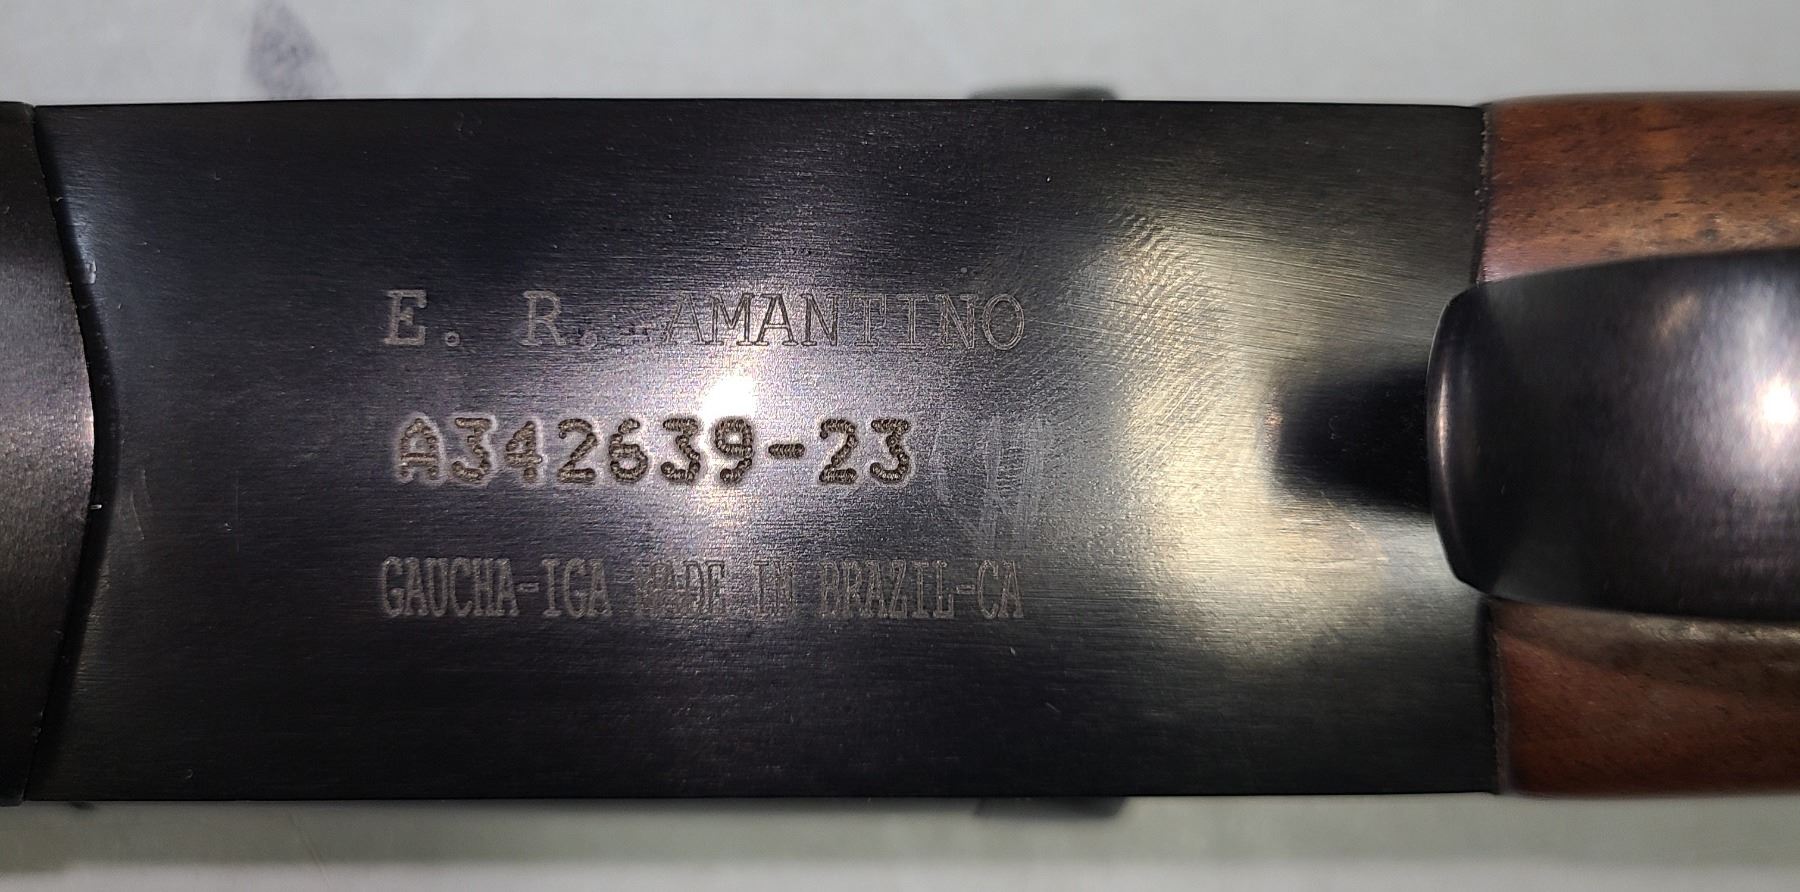 E. R. AMANTINO
A342639-23
GAUCHA-IGA MADE IN BRAZIL-CA